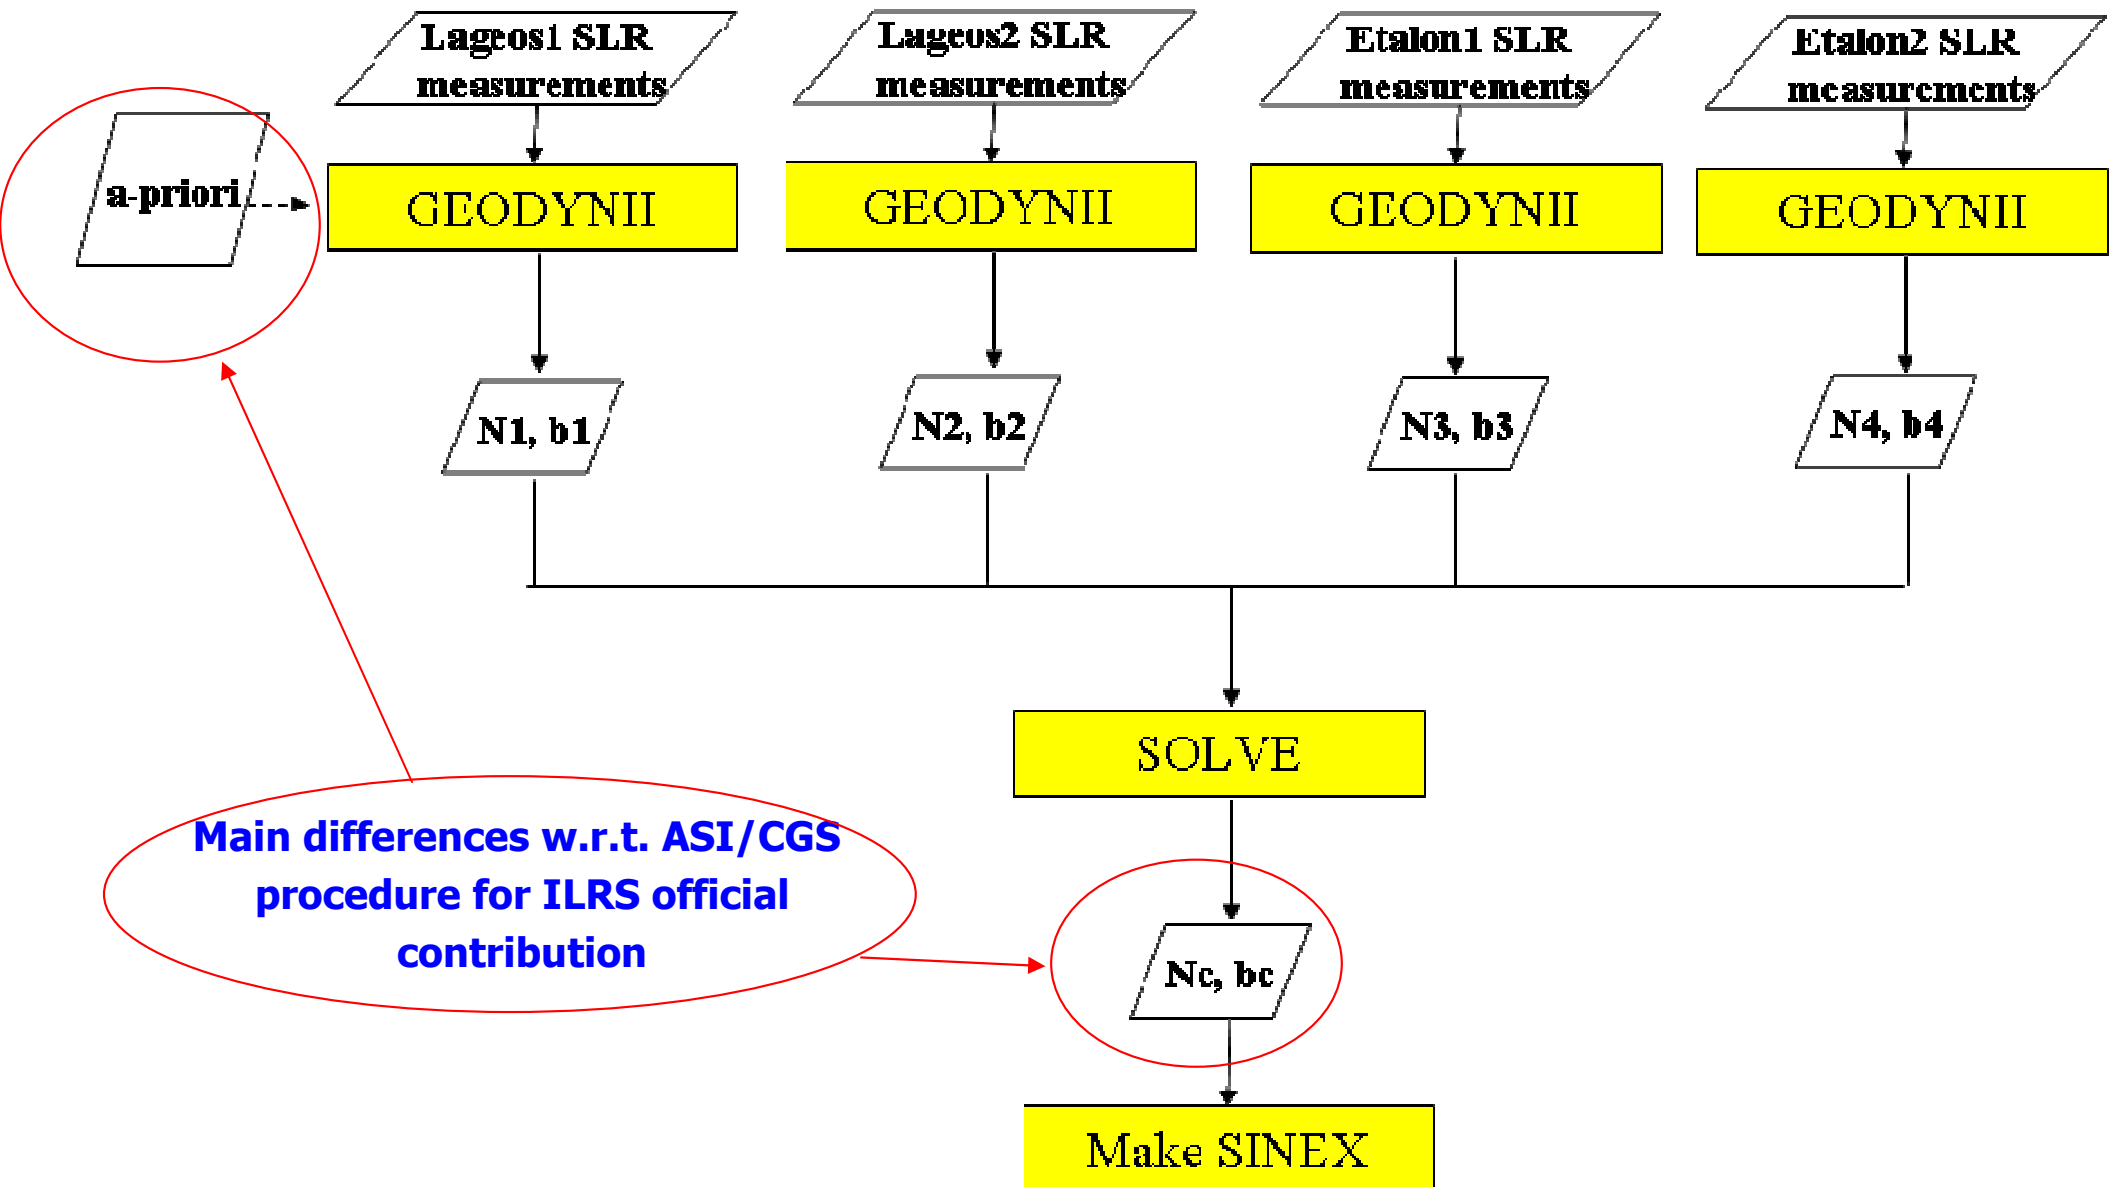 Lageos1 SLR
measurements
Lageos2 SLR
measurements
Etalon1 SLR
measurements
Etalon2 SLR
measurements
a-priori
GEODYNII
GEODYNII
GEODYNII
GEODYNII
N1, b1
N2, b2
N3, b3
N4, b4
SOLVE
Main differences w.r.t. ASI/CGS
procedure for ILRS official
contribution
Nc, bc
Make SINEX